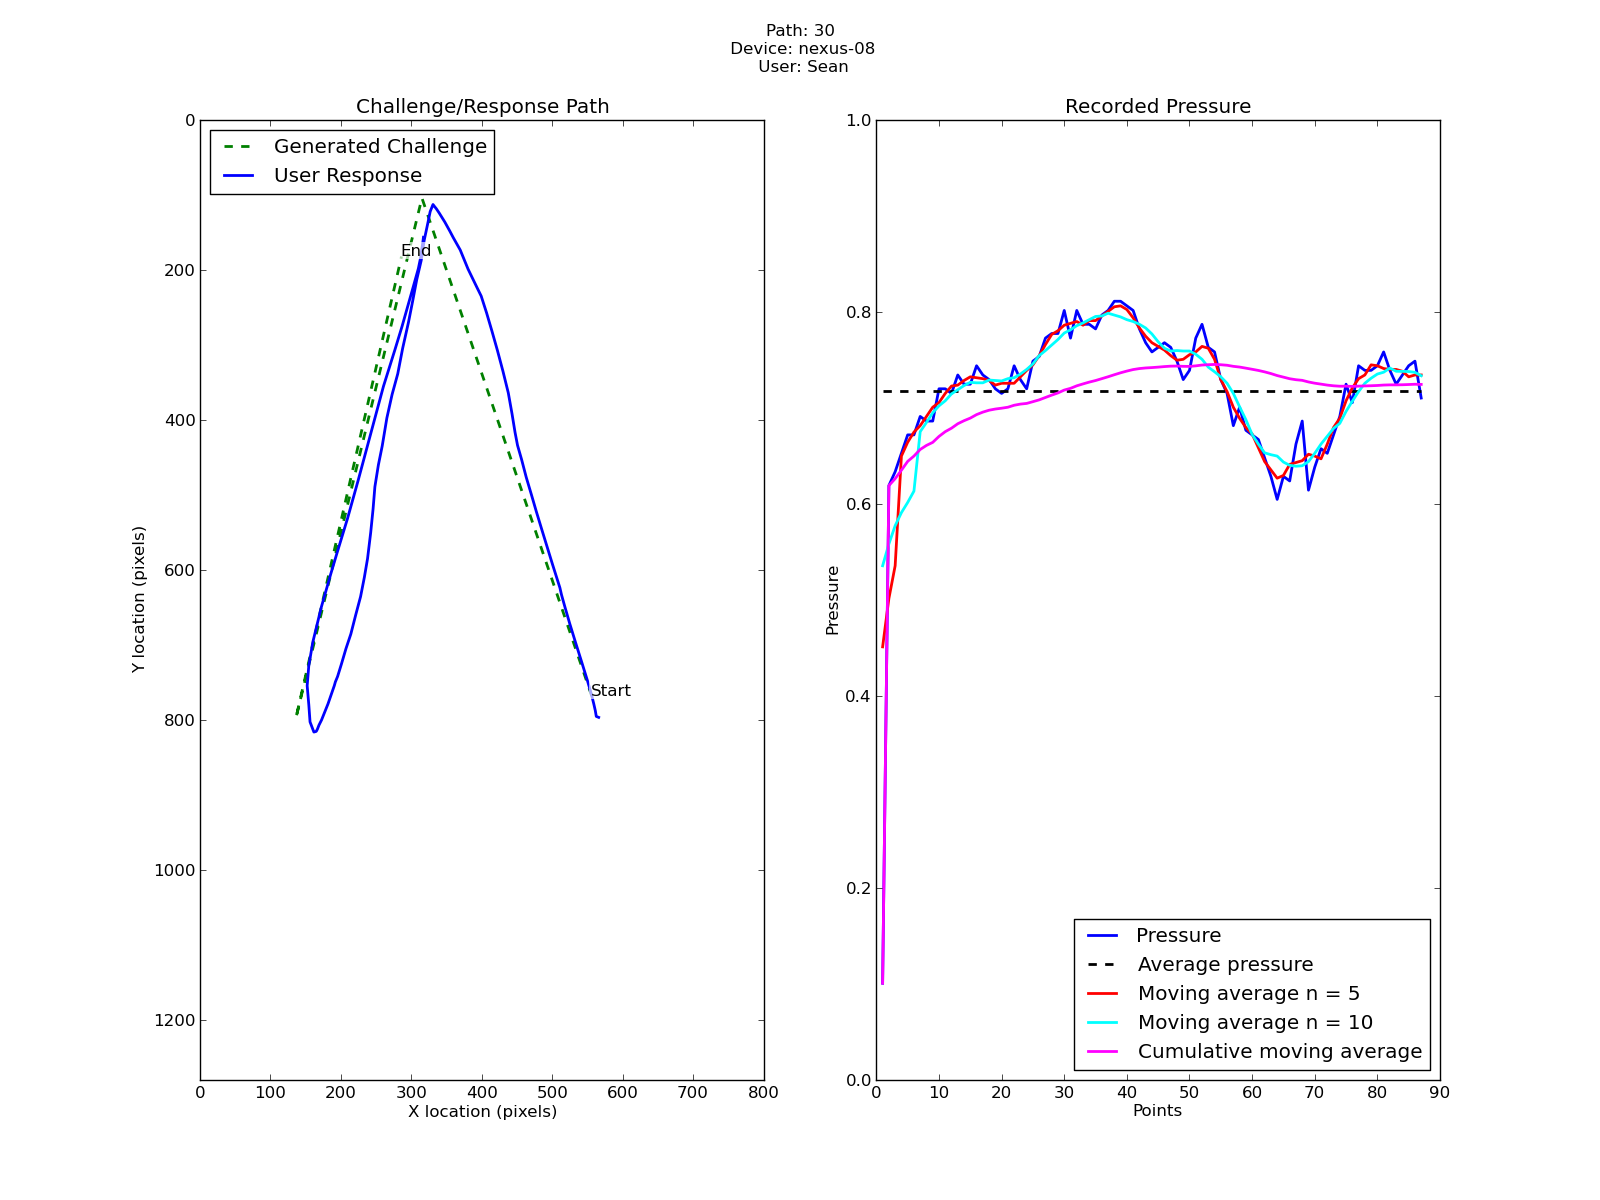 Path: 30
Device: nexus-08
User: Sean
Challenge/Response Path
Generated Challenge
User Response
End
Start
0
200
400
600
800
1000
1200
Y location (pixels)
0 100 200 300 400 500 600 700 800
X location (pixels)
Recorded Pressure
1.0
0.8
0.6
0.4
0.2
0.0
Pressure
Pressure
Average pressure
Moving average n = 5
Moving average n = 10
Cumulative moving average
0 10 20 30 40 50 60 70 80 90
Points